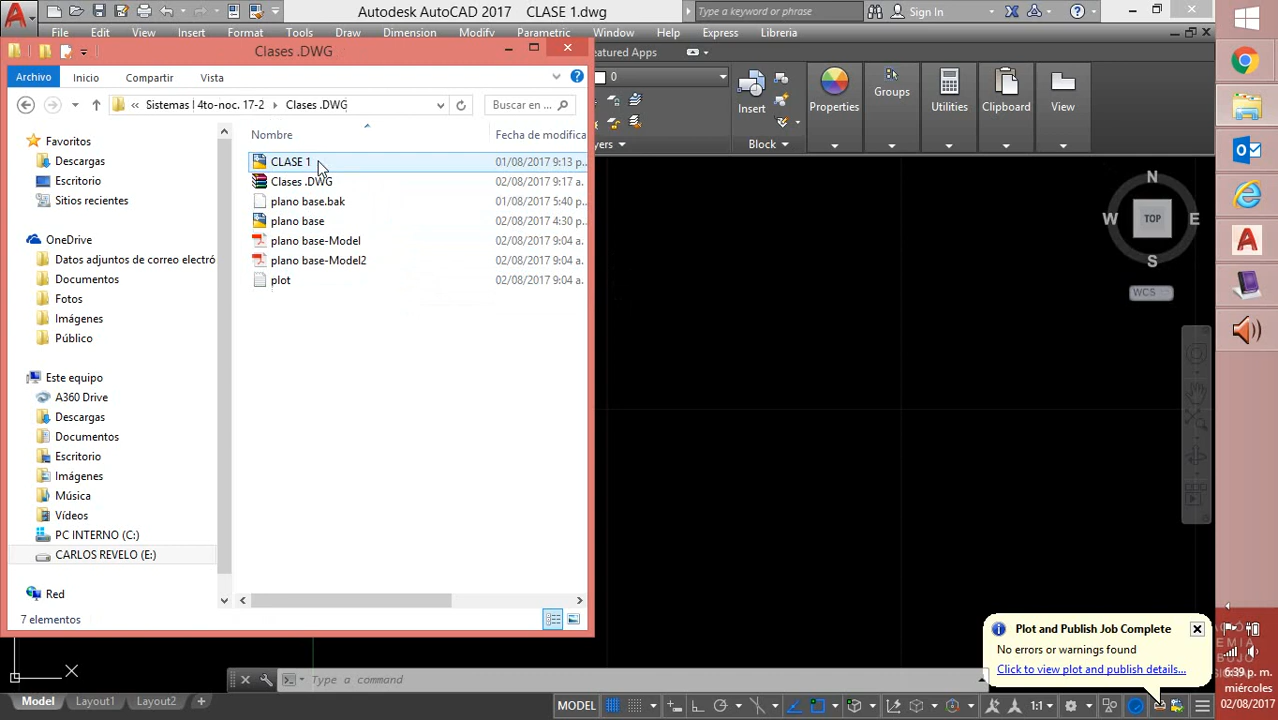 Autodesk AutoCAD 2017 CLASE 1.dwg
Type a keyword or phrase
Sign In
File Edit View Insert Format Tools Draw Dimension Modify Parametric Window Help Express Libreria
Clases .DWG
Featured Apps
Archivo Inicio Compartir Vista
0
Insert
Properties
Groups
Utilities
Clipboard
View
Block
« Sistemas I 4to-noc. 17-2 Clases .DWG
Buscar en ...
Nombre Fecha de modifica
Favoritos
Descargas
Escritorio
Sitios recientes
OneDrive
Datos adjuntos de correo electró
Documentos
Fotos
Imágenes
Público
Este equipo
A360 Drive
Descargas
Documentos
Escritorio
Imágenes
Música
Vídeos
PC INTERNO (C:)
CARLOS REVELO (E:)
Red
CLASE 1 01/08/2017 9:13 p...
Clases .DWG 02/08/2017 9:17 a...
plano base.bak 01/08/2017 5:40 p...
plano base 02/08/2017 4:30 p...
plano base-Model 02/08/2017 9:04 a...
plano base-Model2 02/08/2017 9:04 a...
plot 02/08/2017 9:04 a...
7 elementos
N
W TOP E
S
WCS
Plot and Publish Job Complete
No errors or warnings found
Click to view plot and publish details...
X
Type a command
Model Layout1 Layout2 +
MODEL
1:1
6:39 p. m.
miércoles
02/08/2017